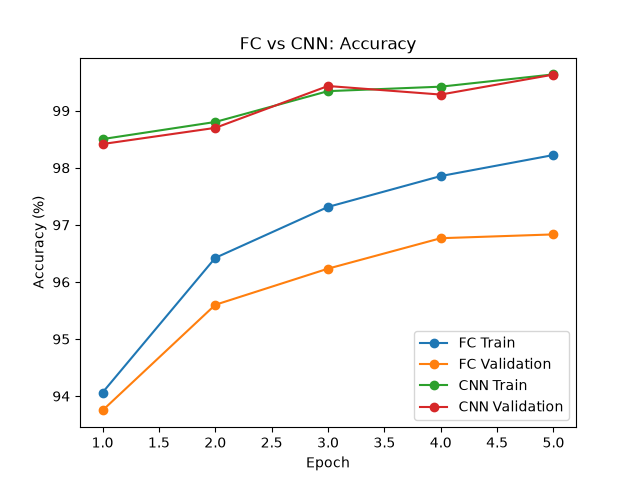 FC vs CNN: Accuracy
Accuracy (%)
99
98
97
96
95
94
FC Train
FC Validation
CNN Train
CNN Validation
1.0 1.5 2.0 2.5 3.0 3.5 4.0 4.5 5.0
Epoch